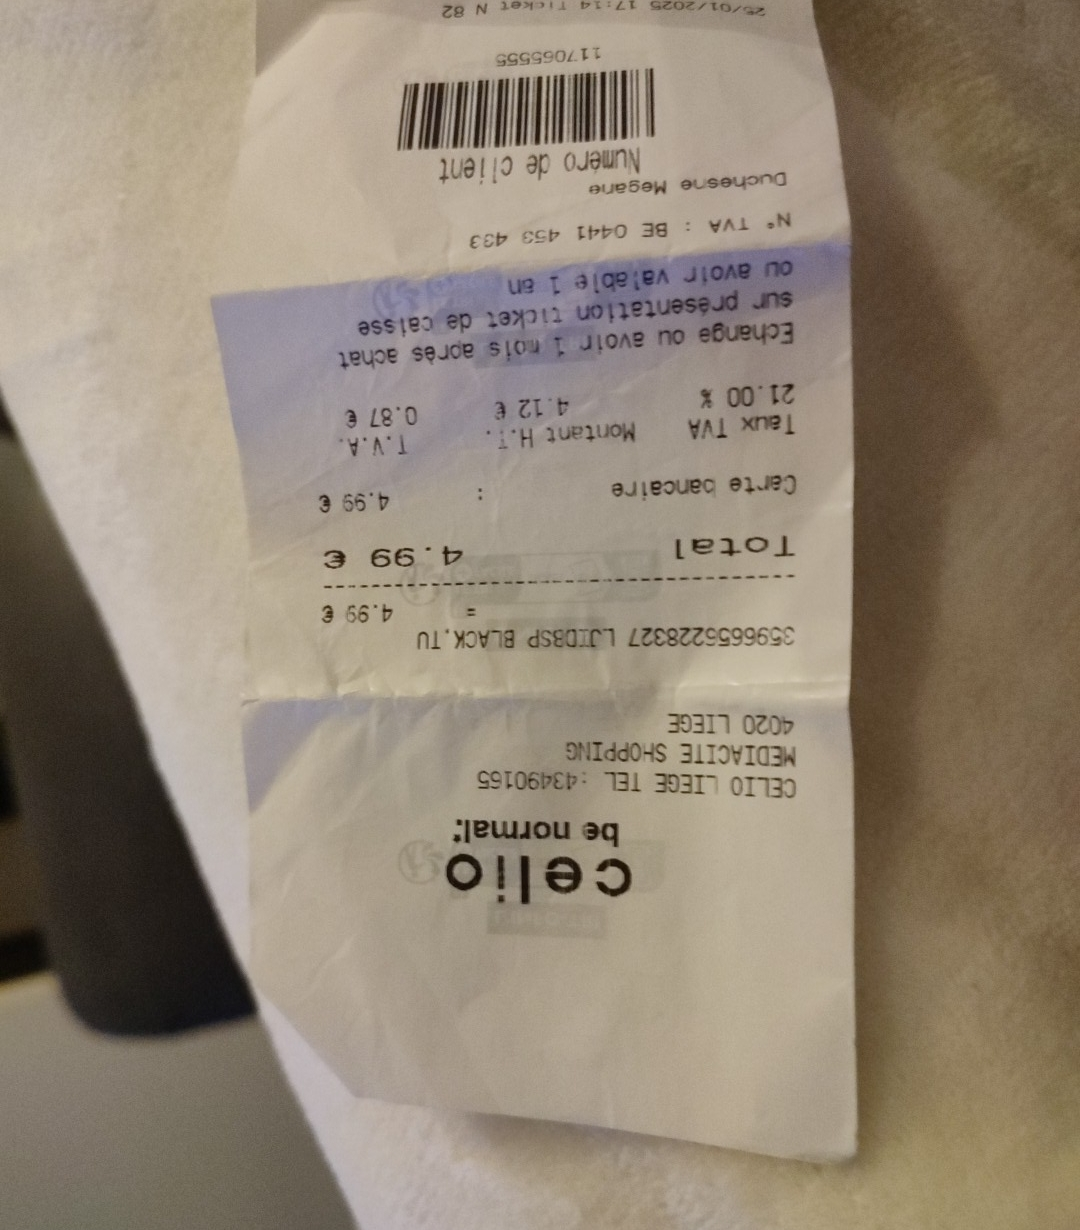 celio
be normal:
CELIO LIEGE TEL :43490165
MEDIACITE SHOPPING
4020 LIEGE
3596656228327 LJIDBSP BLACK,TU
= 4.99 €
Total 4.99 €
Carte bancaire : 4.99 €
Taux TVA Montant H.T. T.V.A.
21.00 % 4.12 € 0.87 €
Echange ou avoir 1 mois après achat
sur présentation ticket de caisse
ou avoir valable 1 an
N° TVA : BE 0441 453 433
Duchesne Megane
Numéro de client
117065555
25/01/2025 17:14 Ticket N 82